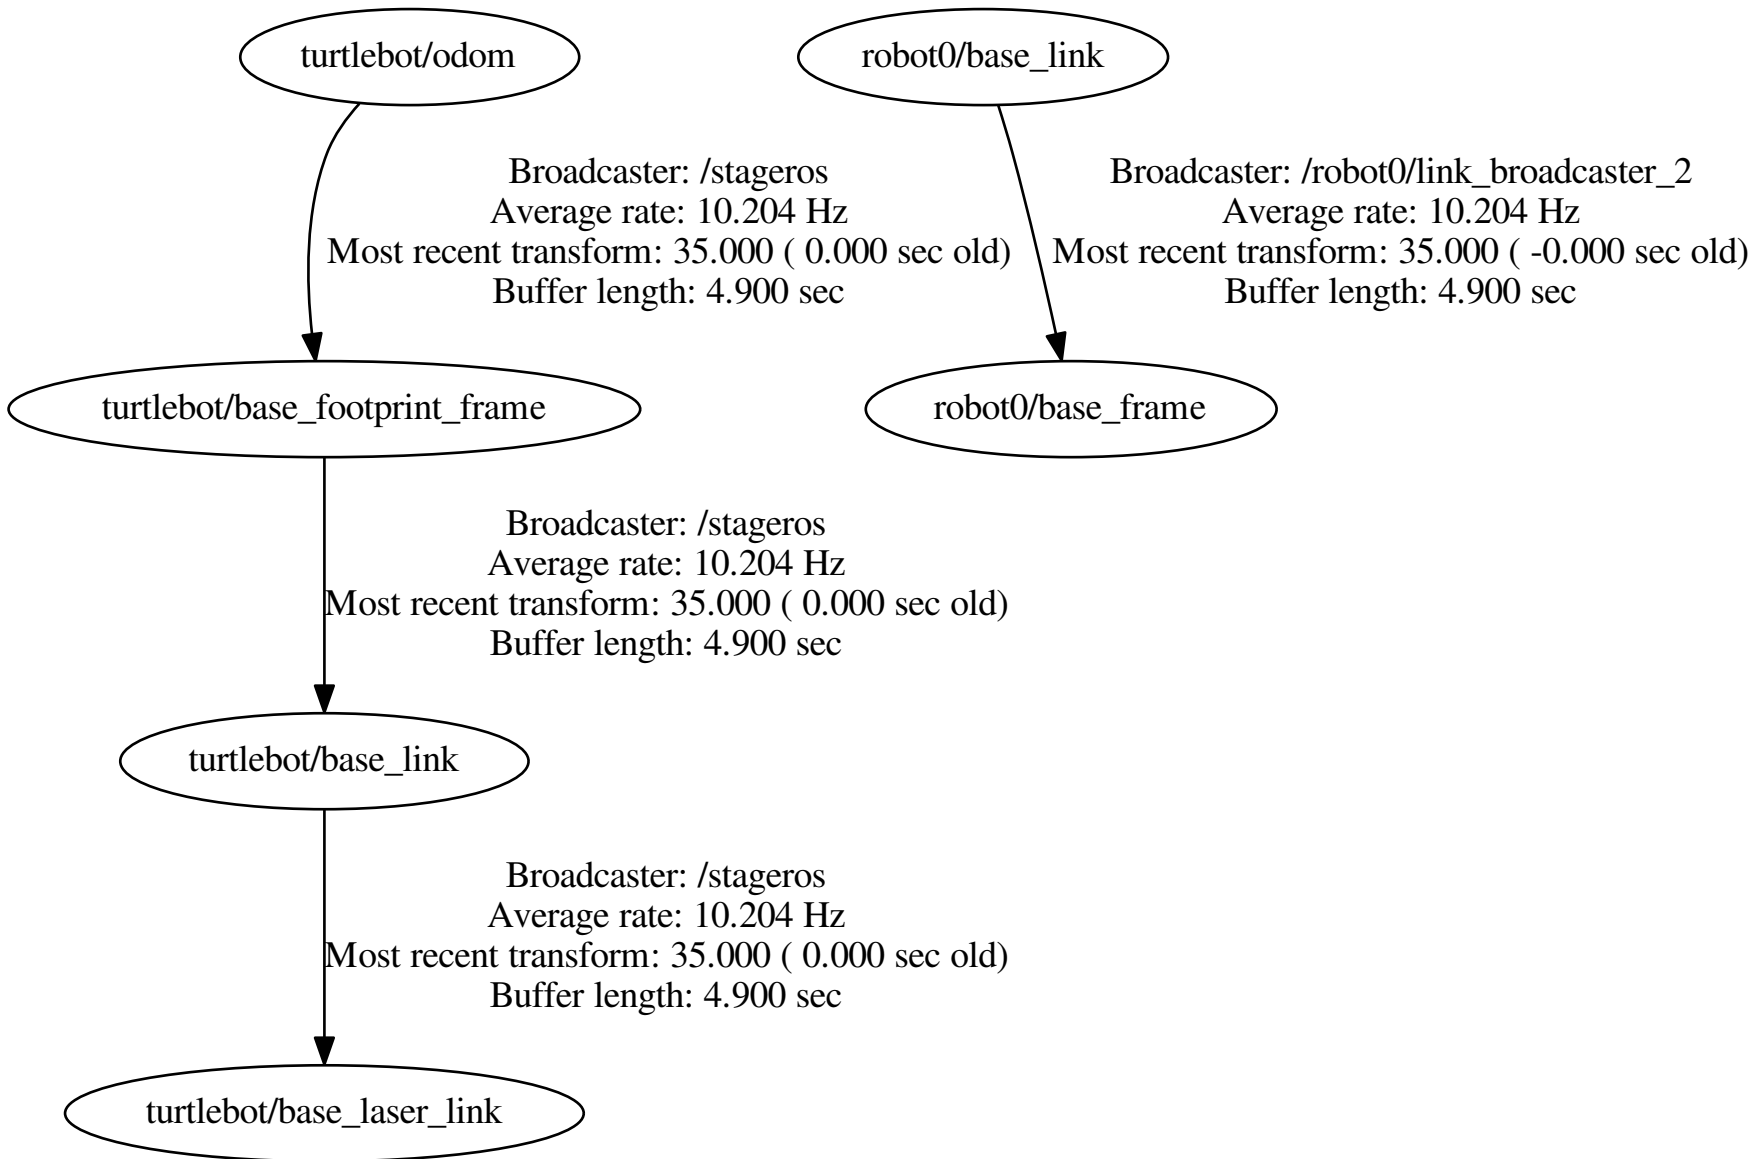 turtlebot/odom
robot0/base_link
Broadcaster: /stageros
Average rate: 10.204 Hz
Most recent transform: 35.000 ( 0.000 sec old)
Buffer length: 4.900 sec
Broadcaster: /robot0/link_broadcaster_2
Average rate: 10.204 Hz
Most recent transform: 35.000 ( -0.000 sec old)
Buffer length: 4.900 sec
turtlebot/base_footprint_frame
robot0/base_frame
Broadcaster: /stageros
Average rate: 10.204 Hz
Most recent transform: 35.000 ( 0.000 sec old)
Buffer length: 4.900 sec
turtlebot/base_link
Broadcaster: /stageros
Average rate: 10.204 Hz
Most recent transform: 35.000 ( 0.000 sec old)
Buffer length: 4.900 sec
turtlebot/base_laser_link